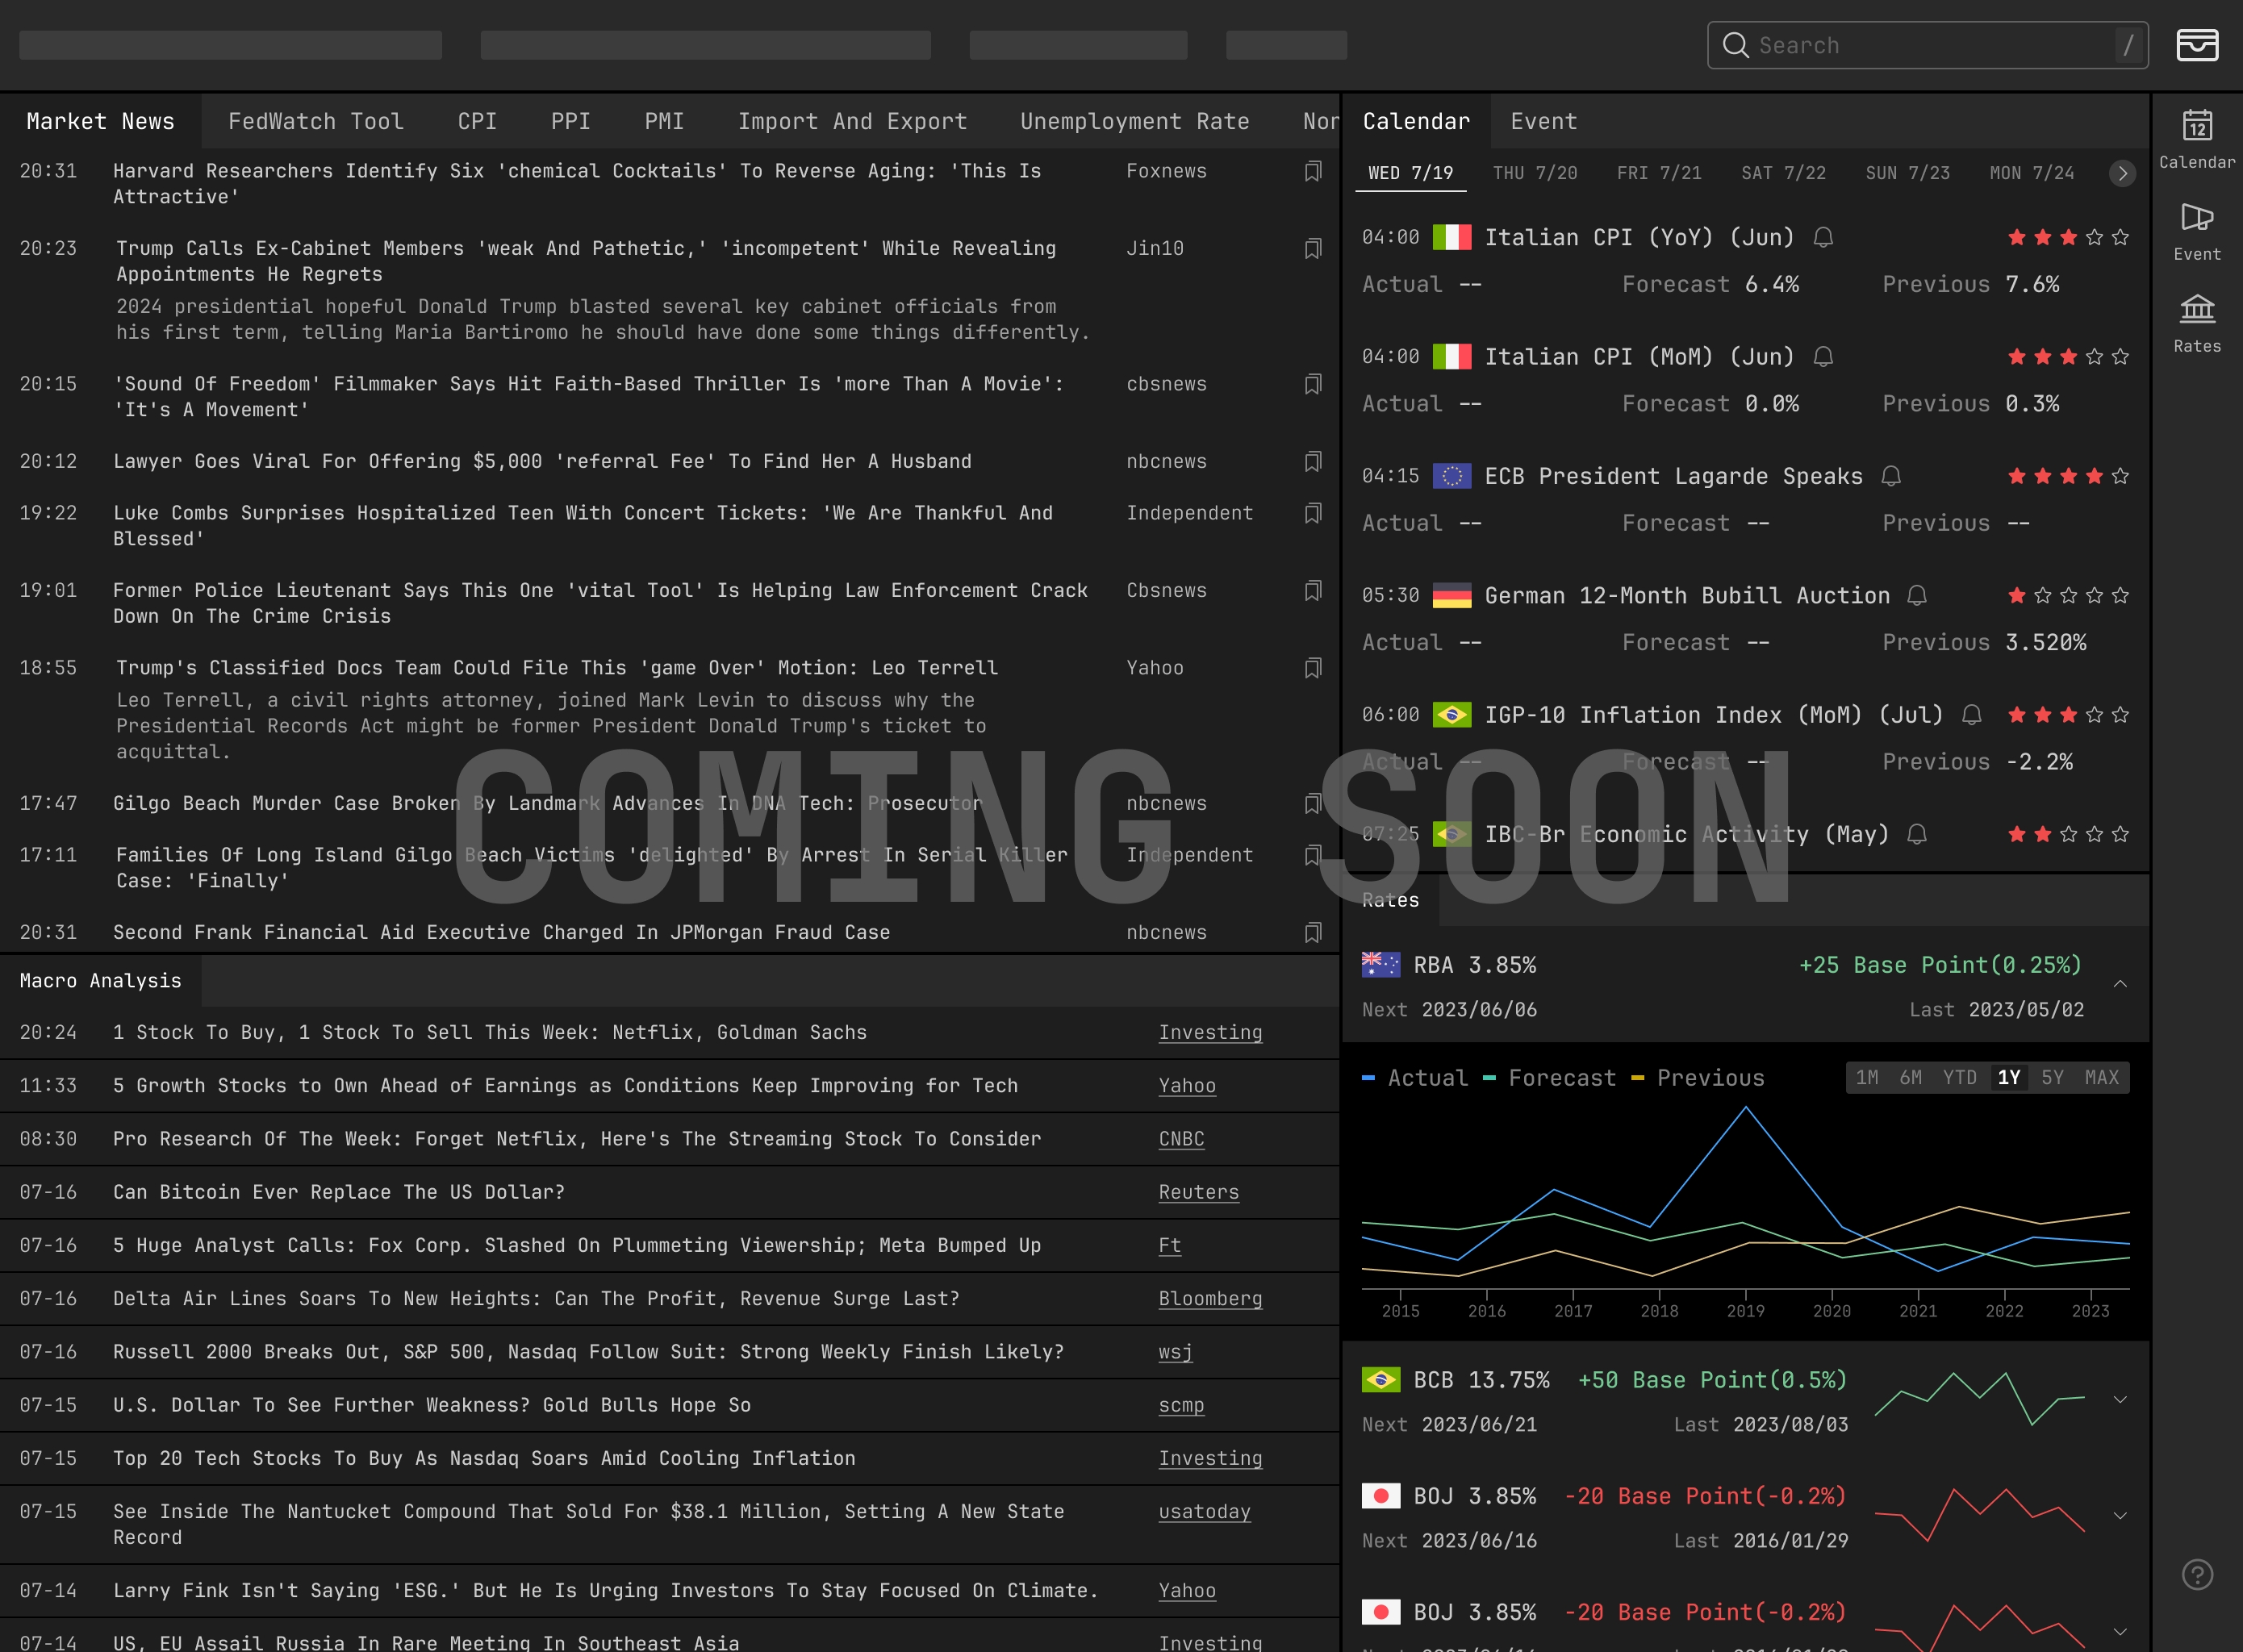 Search /
Market News FedWatch Tool CPI PPI PMI Import And Export Unemployment Rate Nor
20:31 Harvard Researchers Identify Six 'chemical Cocktails' To Reverse Aging: 'This Is Foxnews
Attractive'
20:23 Trump Calls Ex-Cabinet Members 'weak And Pathetic,' 'incompetent' While Revealing Jin10
Appointments He Regrets
2024 presidential hopeful Donald Trump blasted several key cabinet officials from
his first term, telling Maria Bartiromo he should have done some things differently.
20:15 'Sound Of Freedom' Filmmaker Says Hit Faith-Based Thriller Is 'more Than A Movie': cbsnews
'It's A Movement'
20:12 Lawyer Goes Viral For Offering $5,000 'referral Fee' To Find Her A Husband nbcnews
19:22 Luke Combs Surprises Hospitalized Teen With Concert Tickets: 'We Are Thankful And Independent
Blessed'
19:01 Former Police Lieutenant Says This One 'vital Tool' Is Helping Law Enforcement Crack Cbsnews
Down On The Crime Crisis
18:55 Trump's Classified Docs Team Could File This 'game Over' Motion: Leo Terrell Yahoo
Leo Terrell, a civil rights attorney, joined Mark Levin to discuss why the
Presidential Records Act might be former President Donald Trump's ticket to
acquittal.
17:47 Gilgo Beach Murder Case Broken By Landmark Advances In DNA Tech: Prosecutor nbcnews
17:11 Families Of Long Island Gilgo Beach Victims 'delighted' By Arrest In Serial Killer Independent
Case: 'Finally'
20:31 Second Frank Financial Aid Executive Charged In JPMorgan Fraud Case nbcnews
COMING SOON
Macro Analysis
20:24 1 Stock To Buy, 1 Stock To Sell This Week: Netflix, Goldman Sachs Investing
11:33 5 Growth Stocks to Own Ahead of Earnings as Conditions Keep Improving for Tech Yahoo
08:30 Pro Research Of The Week: Forget Netflix, Here's The Streaming Stock To Consider CNBC
07-16 Can Bitcoin Ever Replace The US Dollar? Reuters
07-16 5 Huge Analyst Calls: Fox Corp. Slashed On Plummeting Viewership; Meta Bumped Up Ft
07-16 Delta Air Lines Soars To New Heights: Can The Profit, Revenue Surge Last? Bloomberg
07-16 Russell 2000 Breaks Out, S&P 500, Nasdaq Follow Suit: Strong Weekly Finish Likely? wsj
07-15 U.S. Dollar To See Further Weakness? Gold Bulls Hope So scmp
07-15 Top 20 Tech Stocks To Buy As Nasdaq Soars Amid Cooling Inflation Investing
07-15 See Inside The Nantucket Compound That Sold For $38.1 Million, Setting A New State usatoday
Record
07-14 Larry Fink Isn't Saying 'ESG.' But He Is Urging Investors To Stay Focused On Climate. Yahoo
07-14 US, EU Assail Russia In Rare Meeting In Southeast Asia Investing
Calendar Event
WED 7/19 THU 7/20 FRI 7/21 SAT 7/22 SUN 7/23 MON 7/24
04:00 Italian CPI (YoY) (Jun)
Actual -- Forecast 6.4% Previous 7.6%
04:00 Italian CPI (MoM) (Jun)
Actual -- Forecast 0.0% Previous 0.3%
04:15 ECB President Lagarde Speaks
Actual -- Forecast -- Previous --
05:30 German 12-Month Bubill Auction
Actual -- Forecast -- Previous 3.520%
06:00 IGP-10 Inflation Index (MoM) (Jul)
Actual -- Forecast -- Previous -2.2%
07:25 IBC-Br Economic Activity (May)
Rates
RBA 3.85% +25 Base Point(0.25%)
Next 2023/06/06 Last 2023/05/02
Actual Forecast Previous 1M 6M YTD 1Y 5Y MAX
2015 2016 2017 2018 2019 2020 2021 2022 2023
BCB 13.75% +50 Base Point(0.5%)
Next 2023/06/21 Last 2023/08/03
BOJ 3.85% -20 Base Point(-0.2%)
Next 2023/06/16 Last 2016/01/29
BOJ 3.85% -20 Base Point(-0.2%)
12
Calendar
Event
Rates
?